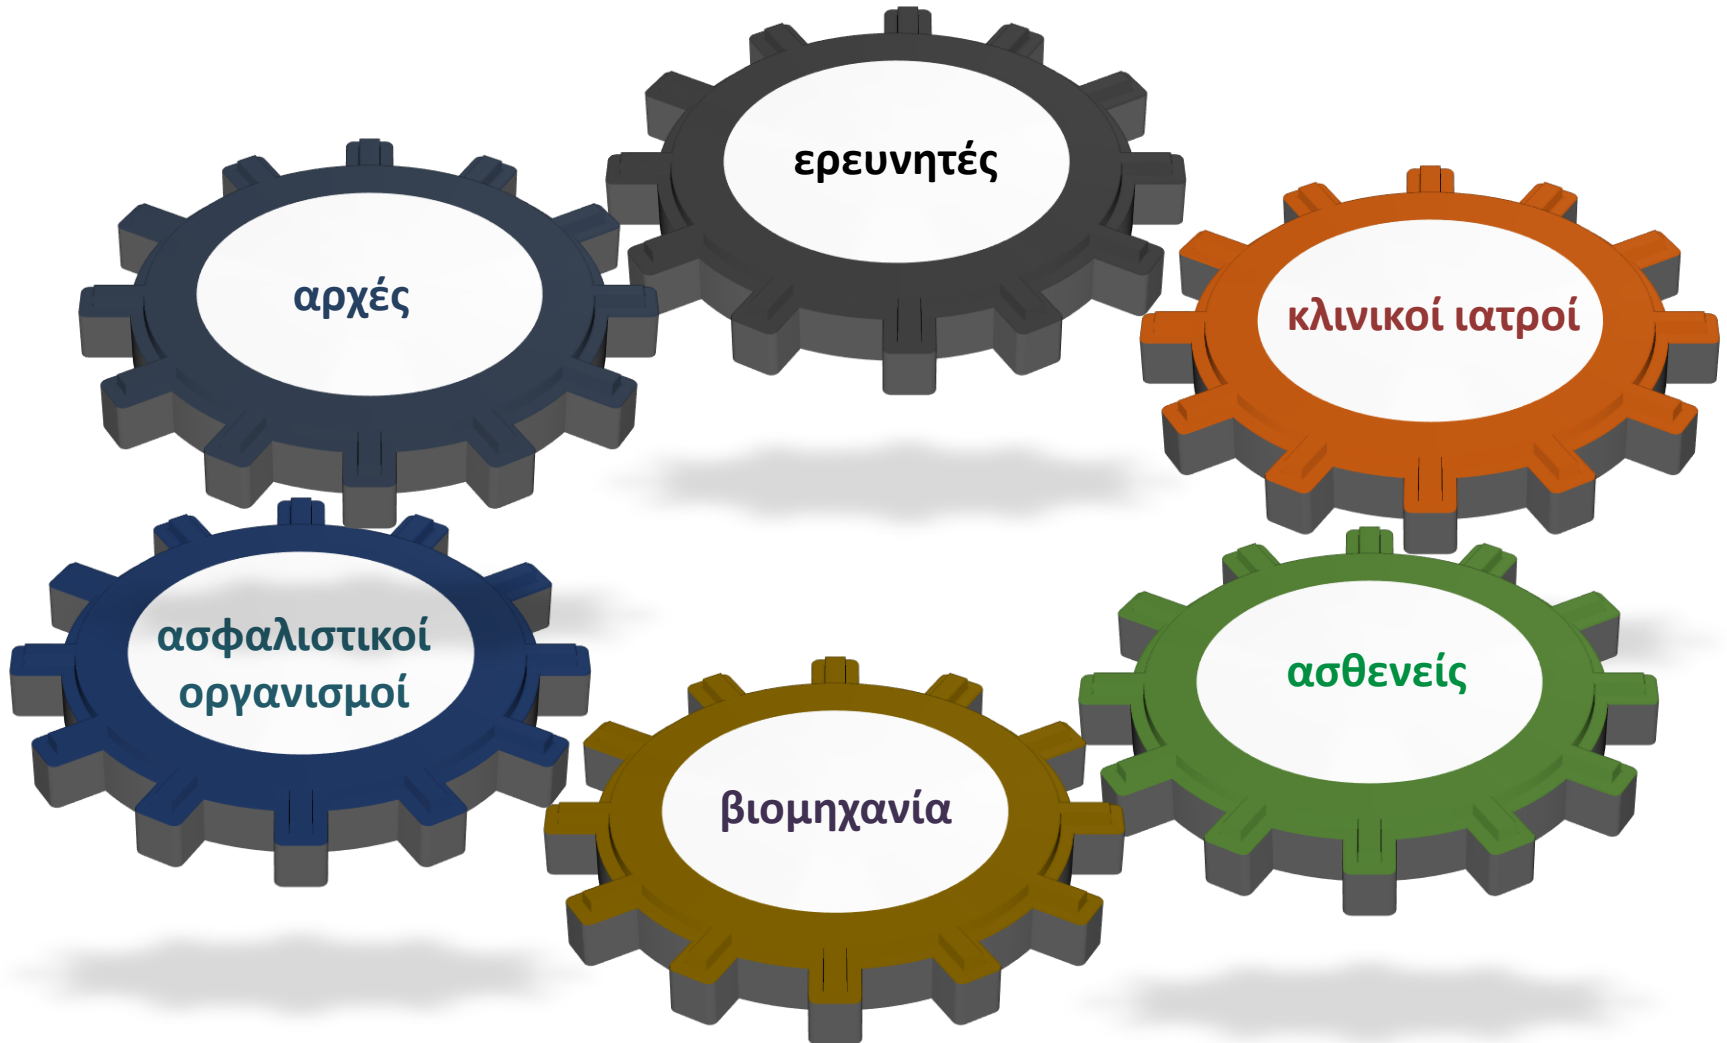 ερευνητές
αρχές
κλινικοί ιατροί
ασφαλιστικοί
οργανισμοί
ασθενείς
βιομηχανία